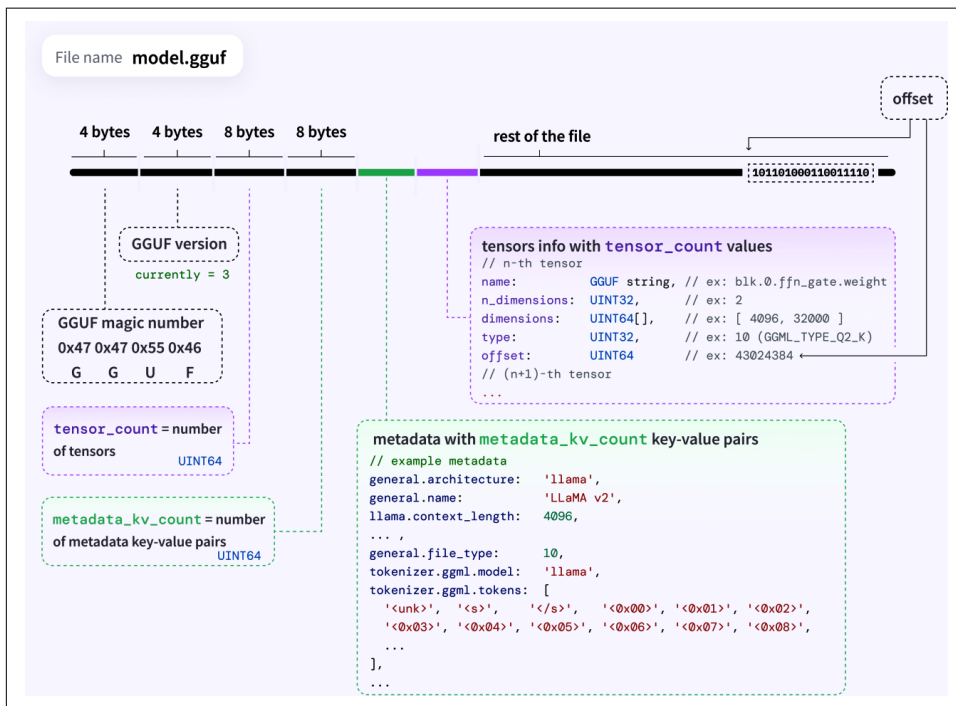 File name model.gguf
offset
4 bytes 4 bytes 8 bytes 8 bytes
rest of the file
101101000110011110
GGUF version
currently = 3
GGUF magic number
0x47 0x47 0x55 0x46
G G U F
tensor_count = number
of tensors
UINT64
metadata_kv_count = number
of metadata key-value pairs
UINT64
tensors info with tensor_count values
// n-th tensor
name: GGUF string, // ex: blk.0.ffn_gate.weight
n_dimensions: UINT32, // ex: 2
dimensions: UINT64[], // ex: [ 4096, 32000 ]
type: UINT32, // ex: 10 (GGML_TYPE_Q2_K)
offset: UINT64 // ex: 43024384
// (n+1)-th tensor
...
metadata with metadata_kv_count key-value pairs
// example metadata
general.architecture: 'llama',
general.name: 'LLaMA v2',
llama.context_length: 4096,
... ,
general.file_type: 10,
tokenizer.ggml.model: 'llama',
tokenizer.ggml.tokens: [
'<unk>', '<s>', '</s>', '<0x00>', '<0x01>', '<0x02>',
'<0x03>', '<0x04>', '<0x05>', '<0x06>', '<0x07>', '<0x08>',
...
],
...